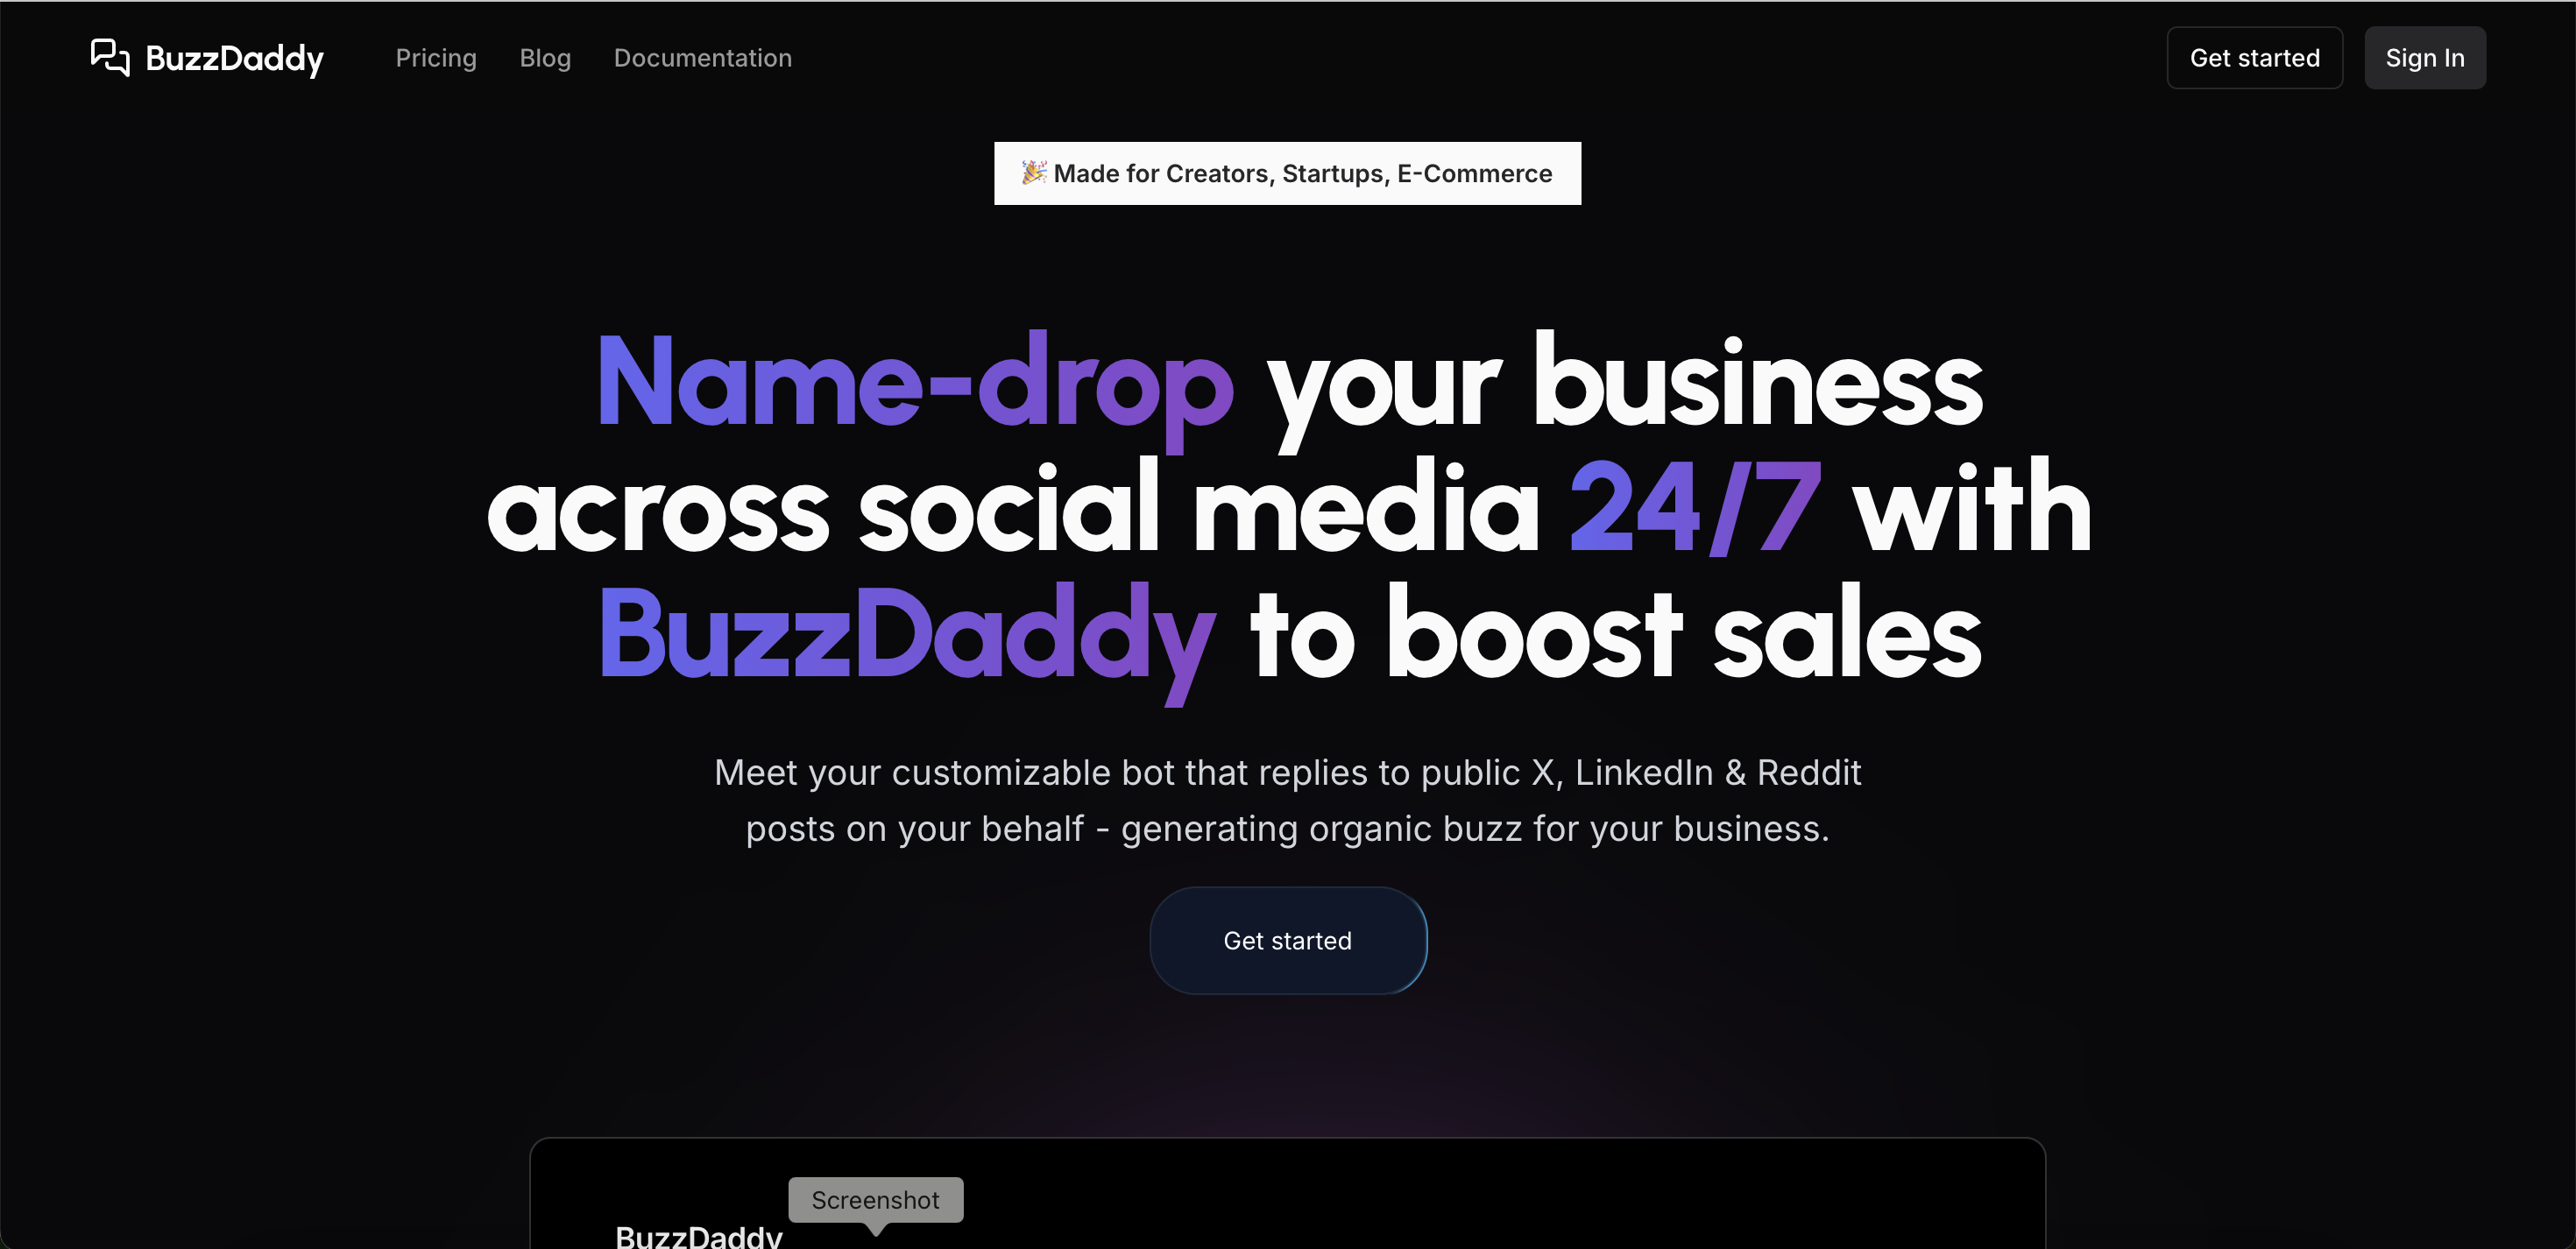 BuzzDaddy
Pricing
Blog
Documentation
Get started
Sign In
🎉 Made for Creators, Startups, E-Commerce
Name-drop your business
across social media 24/7 with
BuzzDaddy to boost sales
Meet your customizable bot that replies to public X, LinkedIn & Reddit
posts on your behalf - generating organic buzz for your business.
Get started
Screenshot
BuzzDaddy